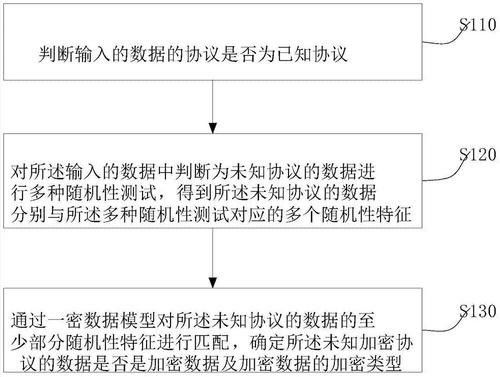 S110
判断输入的数据的协议是否为已知协议
S120
对所述输入的数据中判断为未知协议的数据进
行多种随机性测试，得到所述未知协议的数据
分别与所述多种随机性测试对应的多个随机性特征
S130
通过一密数据模型对所述未知协议的数据的至
少部分随机性特征进行匹配，确定所述未知加密协
议的数据是否是加密数据及加密数据的加密类型